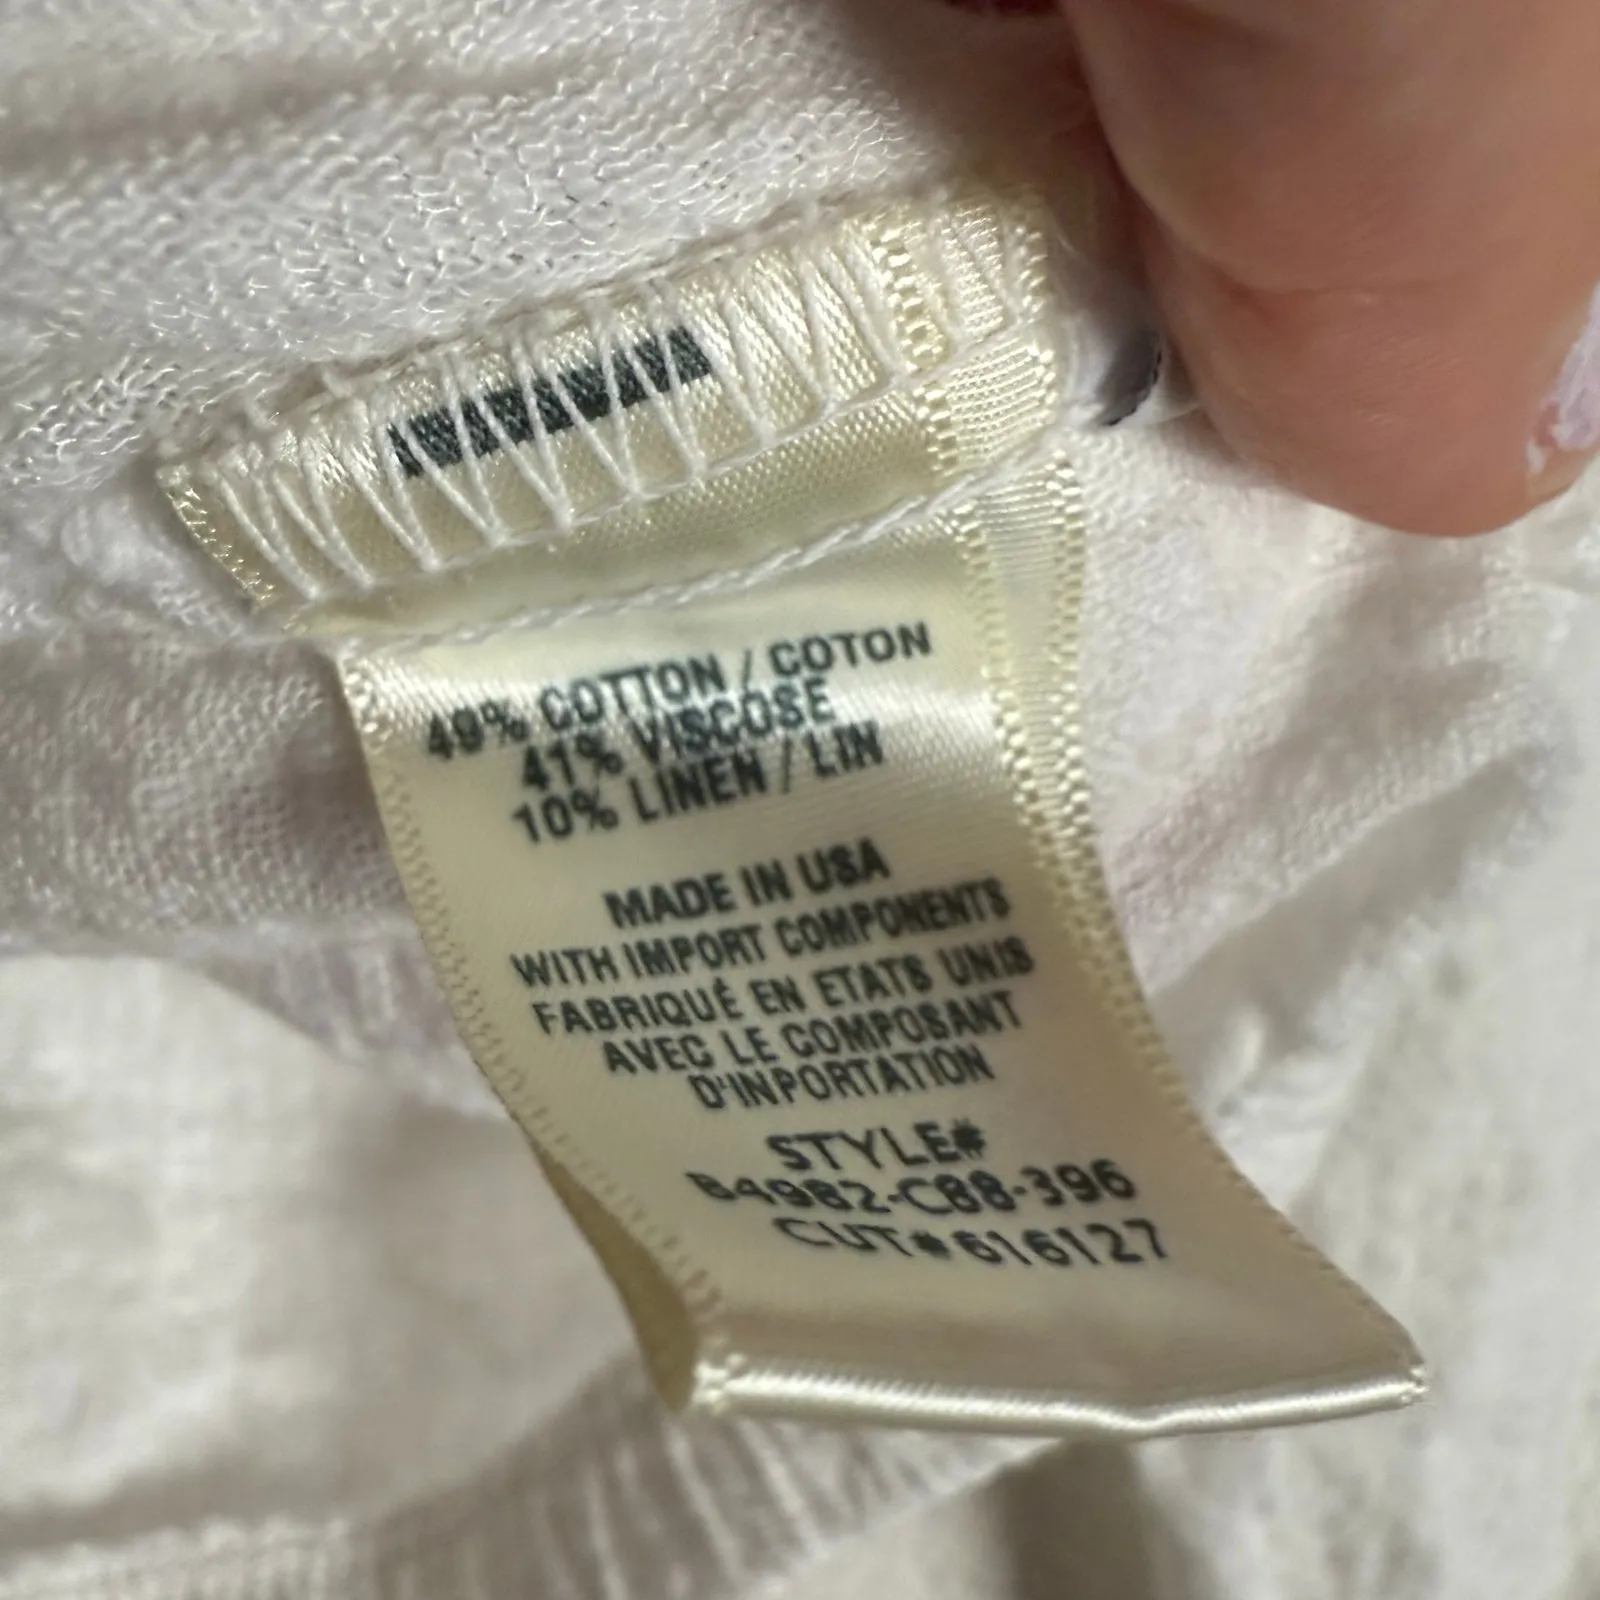 49% COTTON / COTON
41% VISCOSE
10% LINEN / LIN
MADE IN USA
WITH IMPORT COMPONENTS
FABRIQUÉ EN ETATS UNIS
AVEC LE COMPOSANT
D'INPORTATION
STYLE#
B4982-C88-396
CUT#616127